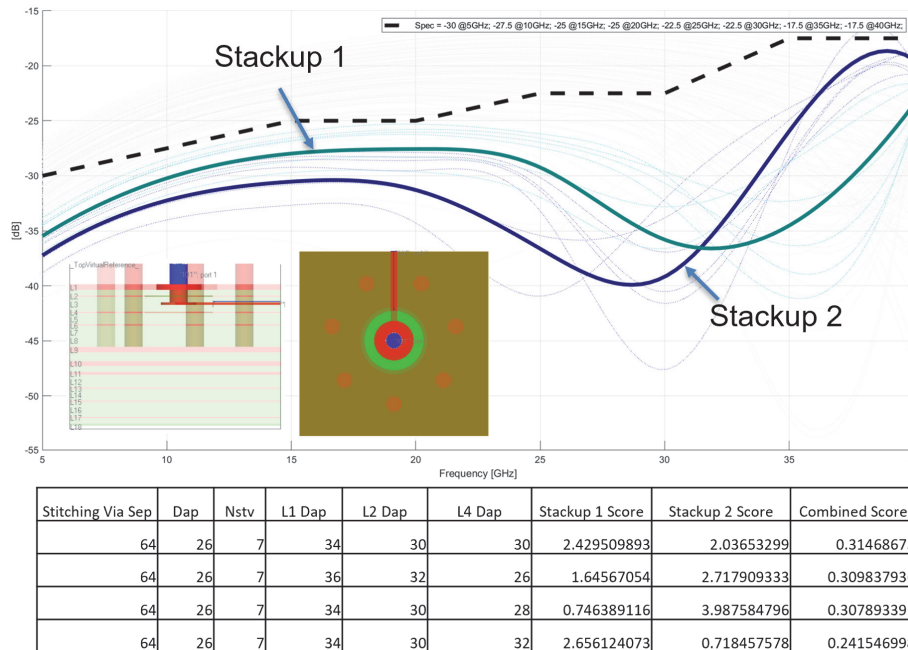 -15
Spec = -30 @5GHz; -27.5 @10GHz; -25 @15GHz; -25 @20GHz; -22.5 @25GHz; -22.5 @30GHz; -17.5 @35GHz; -17.5 @40GHz;
Stackup 1
-20
-25
-30
-35
[dB]
-40
-45
-50
-55
_TopVirtualReference_
port 1
L1
L2
L3
L4
L5
L6
L7
L8
L9
L10
L11
L12
L13
L14
L15
L16
L17
L18
Stackup 2
5 10 15 20 25 30 35
Frequency [GHz]
Stitching Via Sep Dap Nstv L1 Dap L2 Dap L4 Dap Stackup 1 Score Stackup 2 Score Combined Score
64 26 7 34 30 30 2.429509893 2.03653299 0.3146867
64 26 7 36 32 26 1.64567054 2.717909333 0.30983793
64 26 7 34 30 28 0.746389116 3.987584796 0.30789339
64 26 7 34 30 32 2.656124073 0.718457578 0.24154699